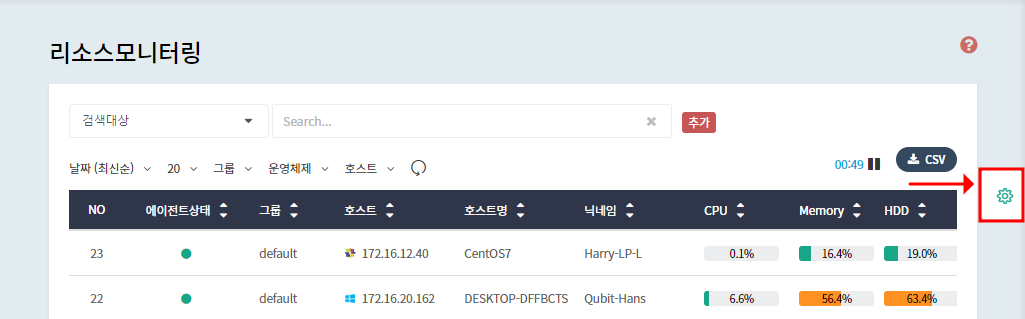 리소스모니터링
?
검색대상 Search... 추가
날짜 (최신순) 20 그룹 운영체제 호스트 00:49 CSV
NO 에이전트상태 그룹 호스트 호스트명 닉네임 CPU Memory HDD
23 default 172.16.12.40 CentOS7 Harry-LP-L 0.1% 16.4% 19.0%
22 default 172.16.20.162 DESKTOP-DFFBCTS Qubit-Hans 6.6% 56.4% 63.4%